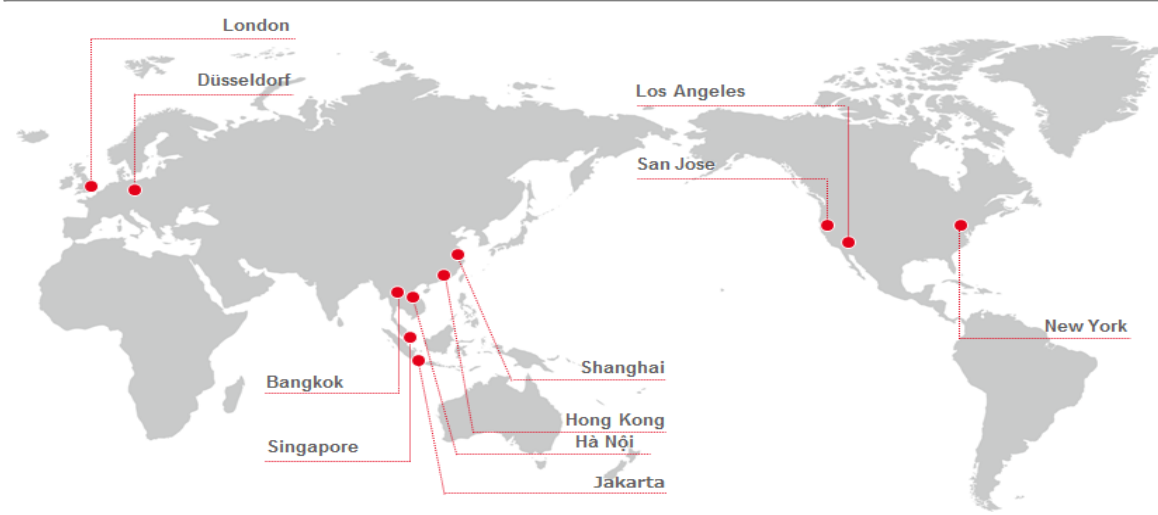 London
Düsseldorf
Los Angeles
San Jose
New York
Shanghai
Bangkok
Hong Kong
Hà Nội
Singapore
Jakarta